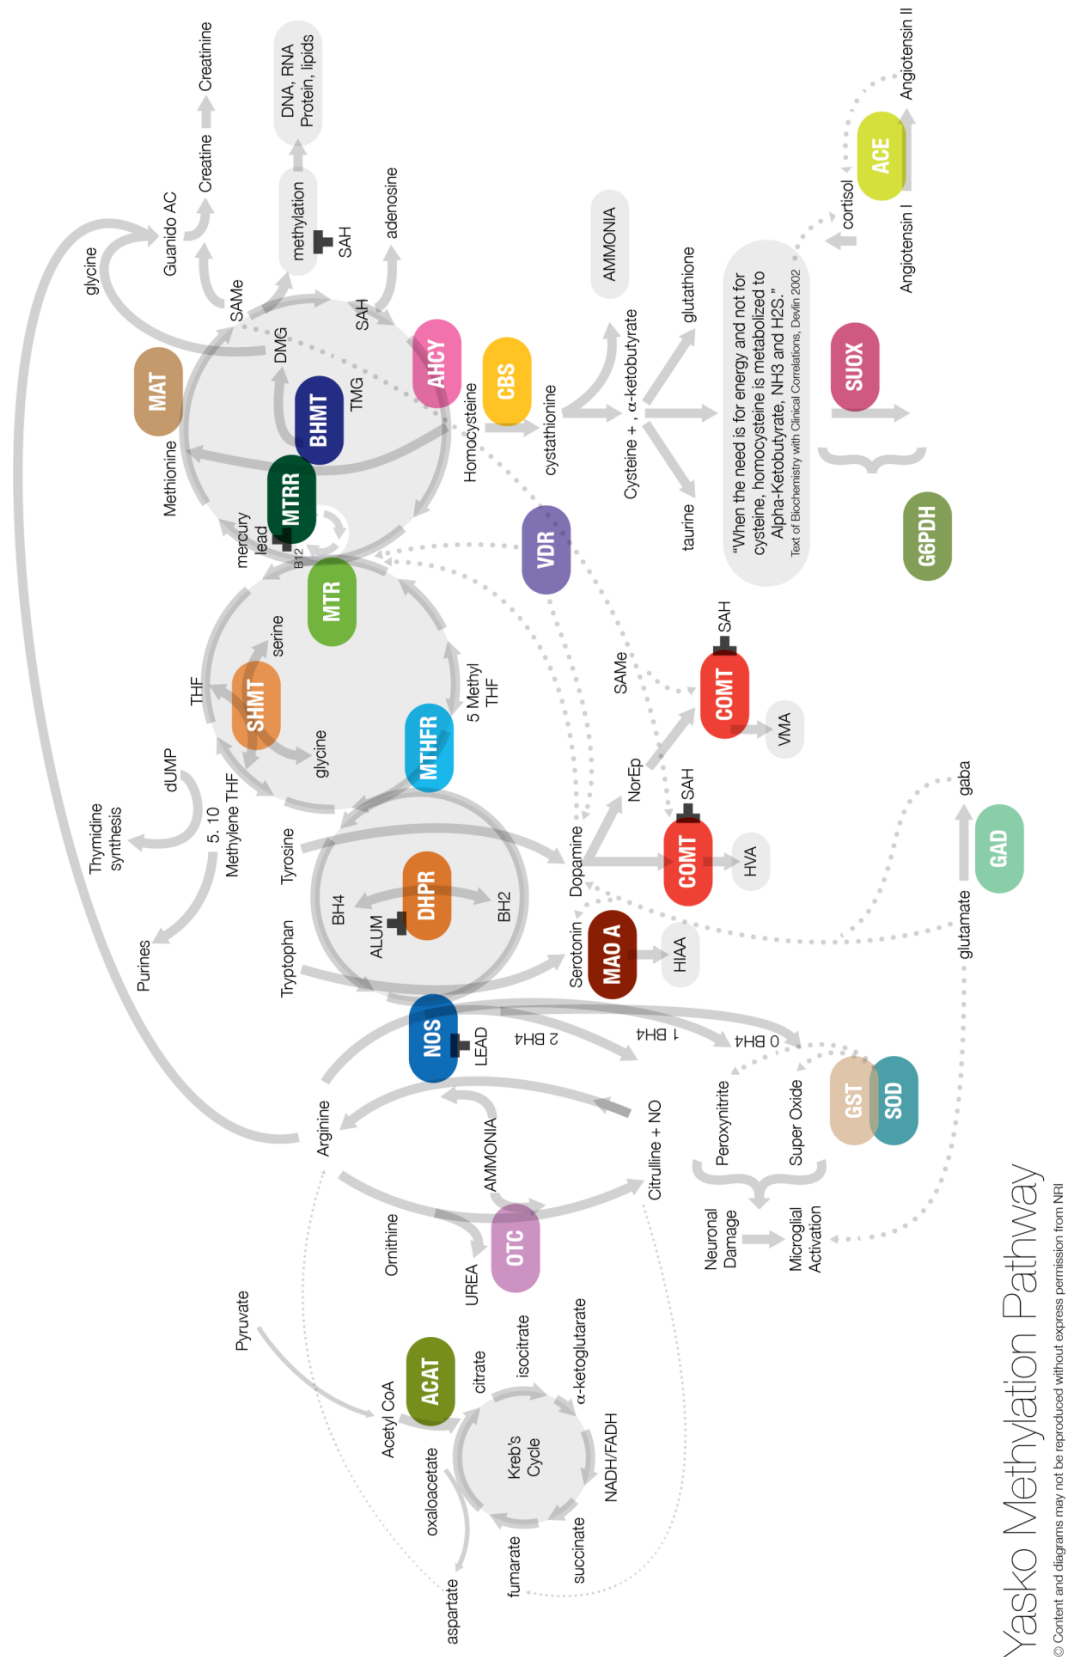 Pyruvate
Acetyl CoA
ACAT
oxaloacetate
citrate
isocitrate
α-ketoglutarate
NADH/FADH
succinate
fumarate
aspartate
Kreb's
Cycle
Arginine
Ornithine
UREA
OTC
AMMONIA
Citrulline + NO
NOS
LEAD
2 BH4
1 BH4
0 BH4
Peroxynitrite
Super Oxide
GST
SOD
Neuronal
Damage
Microglial
Activation
Tryptophan
Tyrosine
BH4
ALUM
DHPR
BH2
Serotonin
MAO A
HIAA
Dopamine
COMT
SAH
HVA
NorEp
SAMe
COMT
SAH
VMA
glutamate
GAD
gaba
Purines
Thymidine
synthesis
dUMP
5. 10
Methylene THF
THF
SHMT
serine
glycine
MTHFR
5 Methyl
THF
MTR
mercury
lead
B12
MTRR
BHMT
TMG
DMG
Methionine
MAT
SAMe
glycine
Guanido AC
Creatine
Creatinine
methylation
SAH
DNA, RNA
Protein, lipids
SAH
adenosine
AHCY
Homocysteine
CBS
cystathionine
VDR
AMMONIA
Cysteine + , α-ketobutyrate
taurine
glutathione
"When the need is for energy and not for
cysteine, homocysteine is metabolized to
Alpha-Ketobutyrate, NH3 and H2S."
Text of Biochemistry with Clinical Correlations, Devlin 2002
SUOX
G6PDH
cortisol
ACE
Angiotensin I
Angiotensin II
Yasko Methylation Pathway
© Content and diagrams may not be reproduced without express permission from NRI